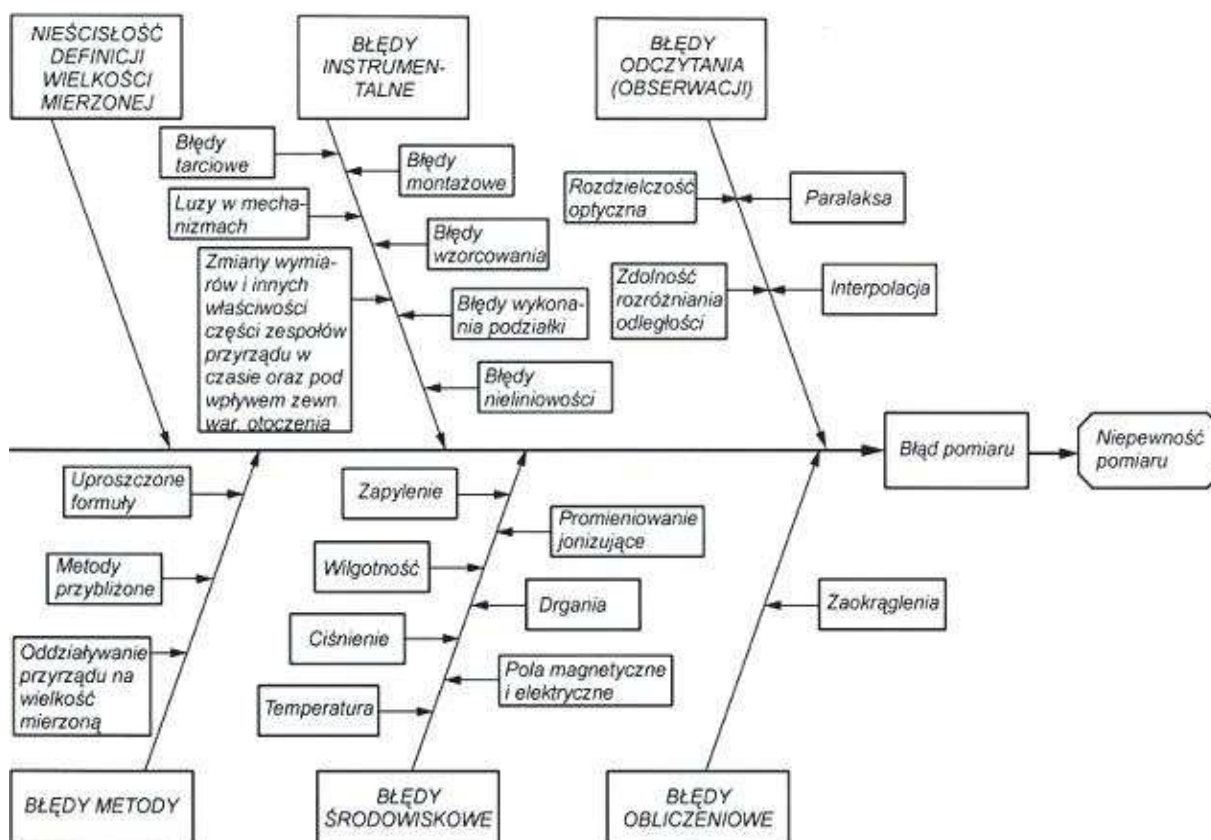 NIEŚCISŁOŚĆ
DEFINICJI
WIELKOŚCI
MIERZONEJ
BŁĘDY
INSTRUMEN-
TALNE
BŁĘDY
ODCZYTANIA
(OBSERWACJI)
Błędy
tarciowe
Błędy
montażowe
Luzy w mecha-
nizmach
Błędy
wzorcowania
Zmiany wymia-
rów i innych
właściwości
części zespołów
przyrządu w
czasie oraz pod
wpływem zewn.
war. otoczenia
Błędy wykona-
nia podziałki
Błędy
nieliniowości
Rozdzielczość
optyczna
Paralaksa
Zdolność
rozróżniania
odległości
Interpolacja
Błąd pomiaru
Niepewność
pomiaru
Uproszczone
formuły
Metody
przybliżone
Oddziaływanie
przyrządu na
wielkość
mierzoną
Zapylenie
Promieniowanie
jonizujące
Wilgotność
Drgania
Ciśnienie
Pola magnetyczne
i elektryczne
Temperatura
Zaokrąglenia
BŁĘDY METODY
BŁĘDY
ŚRODOWISKOWE
BŁĘDY
OBLICZENIOWE